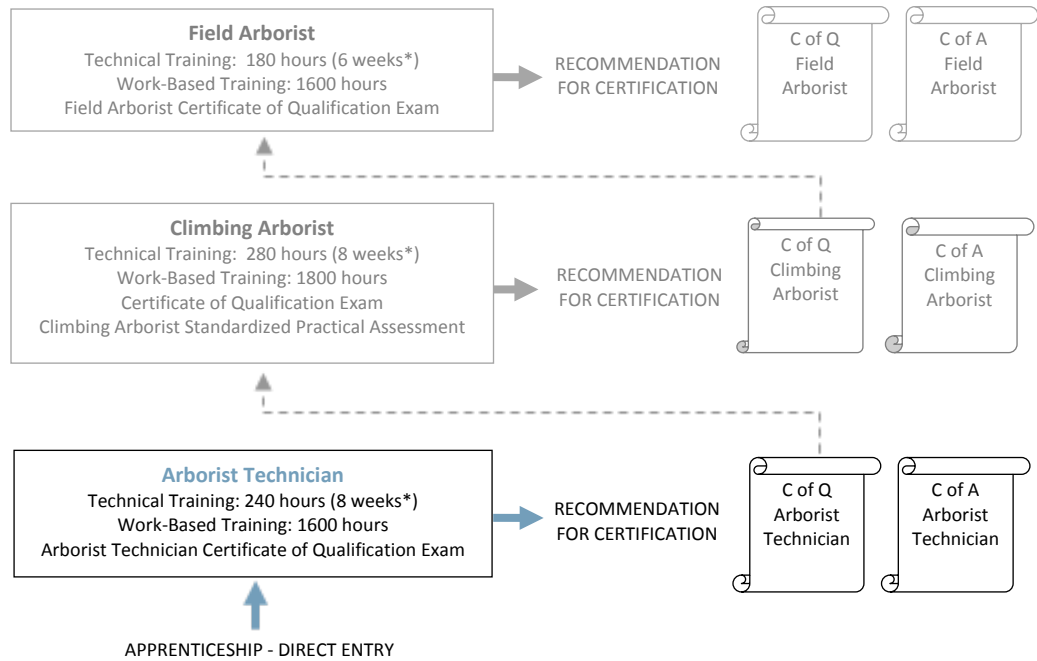 Field Arborist
Technical Training: 180 hours (6 weeks*)
Work-Based Training: 1600 hours
Field Arborist Certificate of Qualification Exam
RECOMMENDATION
FOR CERTIFICATION
C of Q
Field
Arborist
C of A
Field
Arborist
Climbing Arborist
Technical Training: 280 hours (8 weeks*)
Work-Based Training: 1800 hours
Certificate of Qualification Exam
Climbing Arborist Standardized Practical Assessment
RECOMMENDATION
FOR CERTIFICATION
C of Q
Climbing
Arborist
C of A
Climbing
Arborist
Arborist Technician
Technical Training: 240 hours (8 weeks*)
Work-Based Training: 1600 hours
Arborist Technician Certificate of Qualification Exam
RECOMMENDATION
FOR CERTIFICATION
C of Q
Arborist
Technician
C of A
Arborist
Technician
APPRENTICESHIP - DIRECT ENTRY